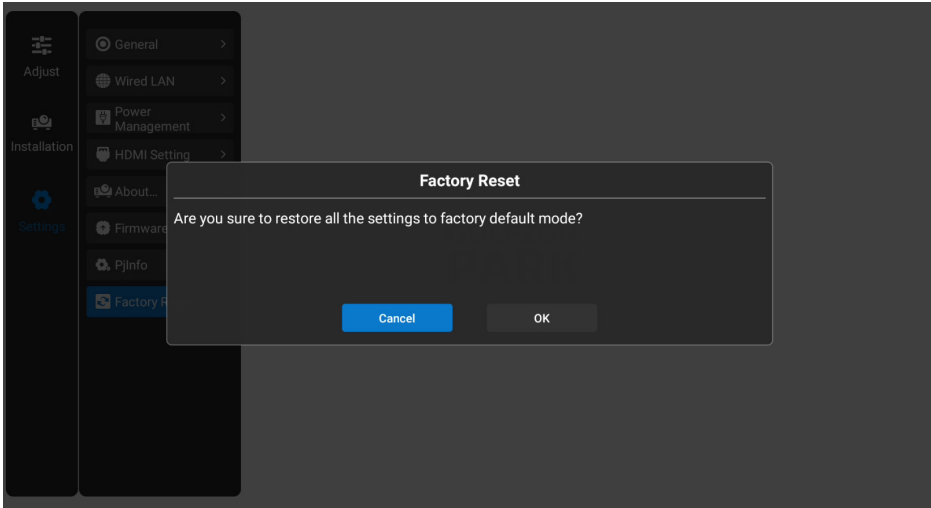 Adjust
Installation
Settings
General
Wired LAN
Power
Management
HDMI Setting
About...
Firmware
PjInfo
Factory R
Factory Reset
Are you sure to restore all the settings to factory default mode?
Cancel
OK